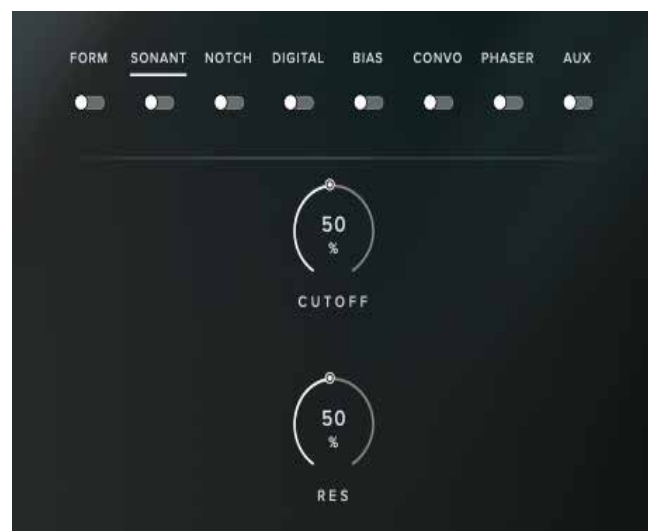 FORM SONANT NOTCH DIGITAL BIAS CONVO PHASER AUX
50
%
CUTOFF
50
%
RES